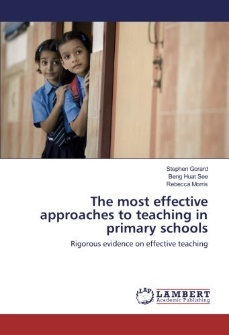 Stephen Gorard
Beng Huat See
Rebecca Morris
The most effective
approaches to teaching in
primary schools
Rigorous evidence on effective teaching
LAP
LAMBERT
Academic Publishing